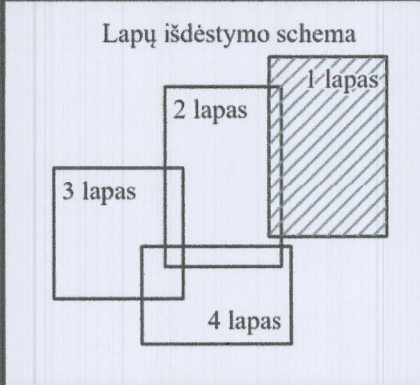 Lapų išdėstymo schema
1 lapas
2 lapas
3 lapas
4 lapas